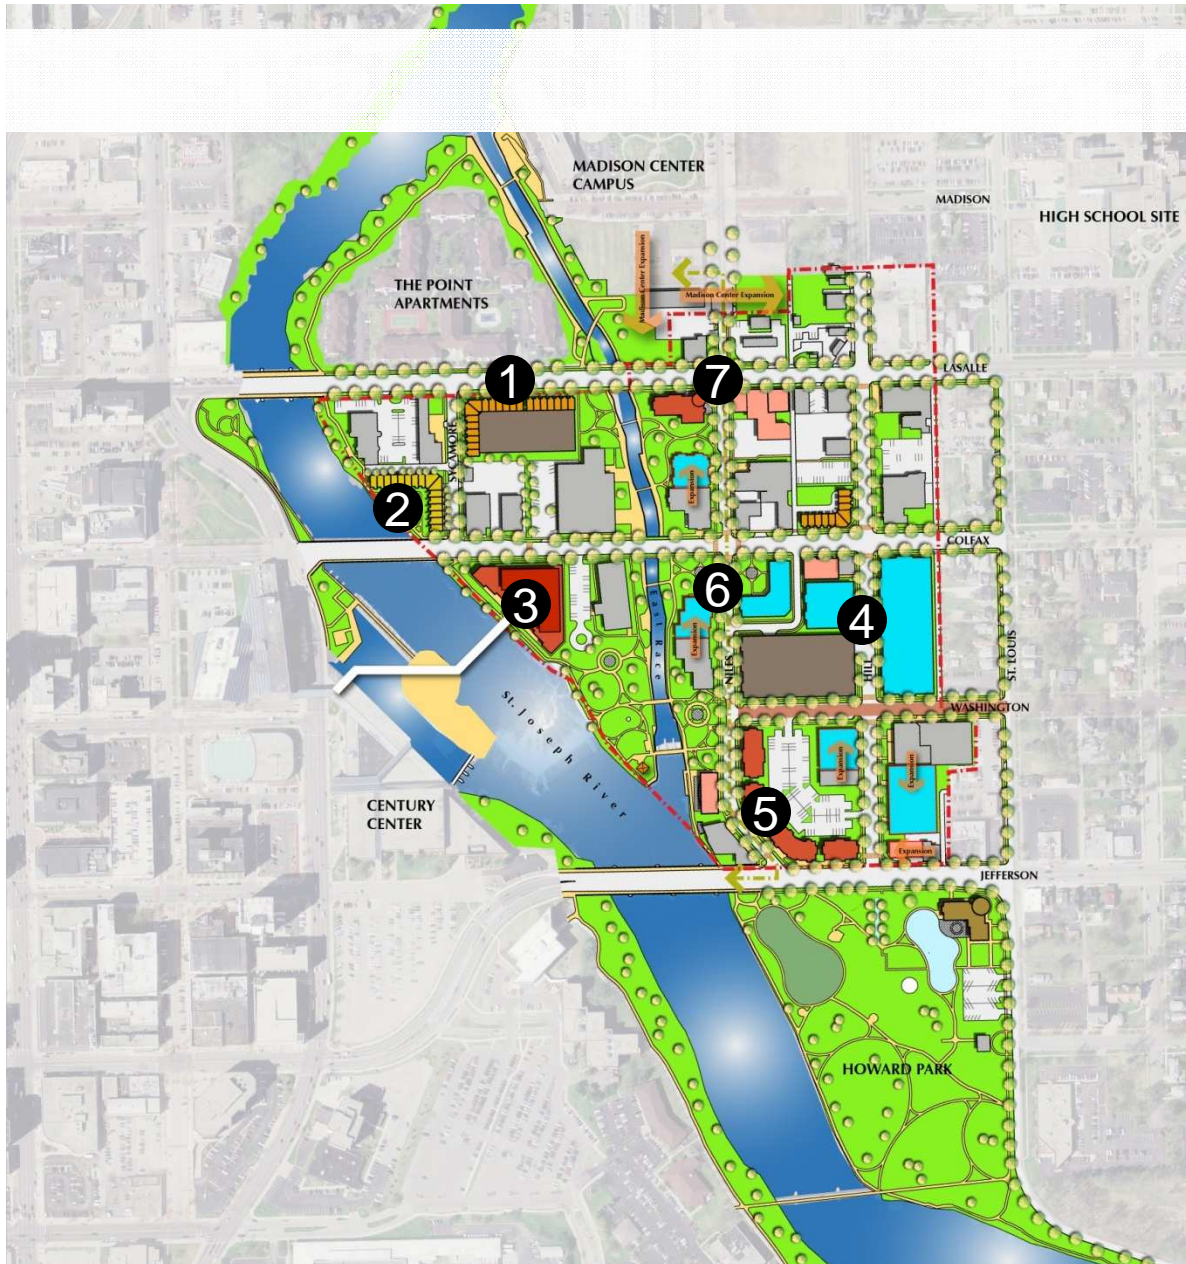 MADISON CENTER
CAMPUS
MADISON
HIGH SCHOOL SITE
Madison Center Expansion
Madison Center Expansion
THE POINT
APARTMENTS
LASALLE
1
7
SYCAMORE
Expansion
2
COLFAX
6
3
4
East Race
Expansion
NILES
HILL
ST. LOUIS
WASHINGTON
St. Joseph River
Expansion
Expansion
CENTURY
CENTER
5
Expansion
JEFFERSON
HOWARD PARK